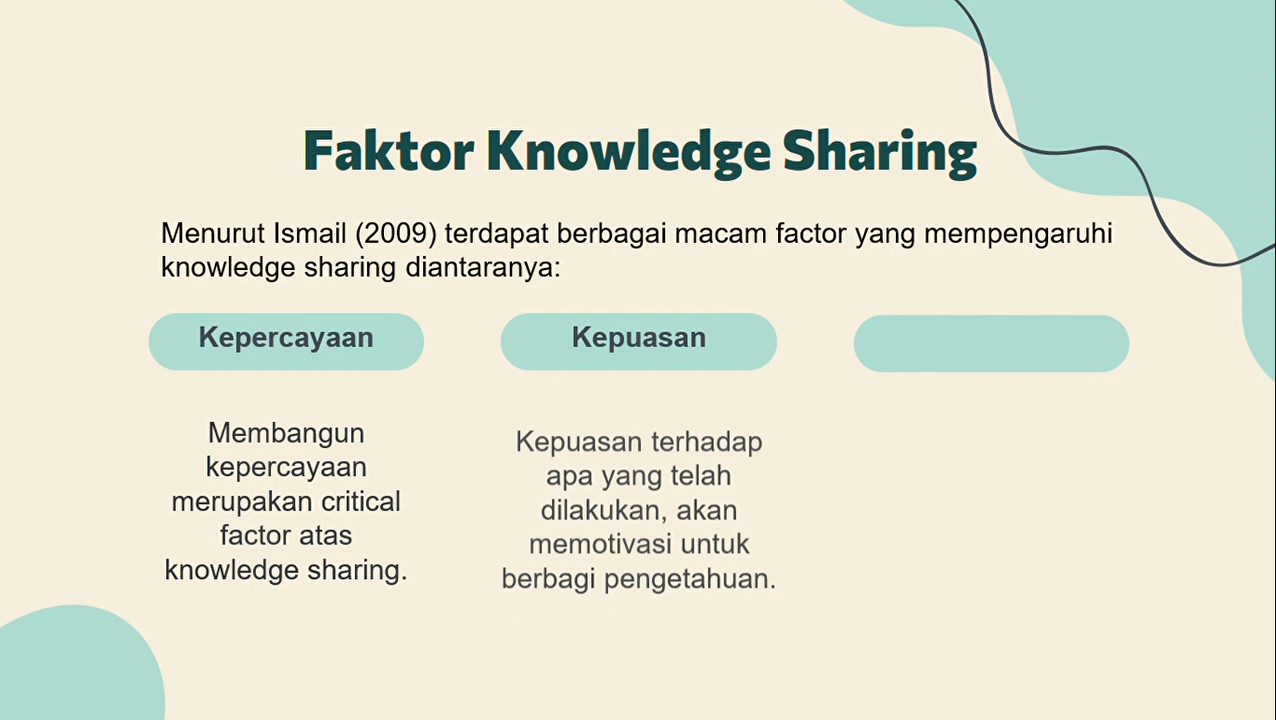 Faktor Knowledge Sharing
Menurut Ismail (2009) terdapat berbagai macam factor yang mempengaruhi
knowledge sharing diantaranya:
Kepercayaan
Membangun
kepercayaan
merupakan critical
factor atas
knowledge sharing.
Kepuasan
Kepuasan terhadap
apa yang telah
dilakukan, akan
memotivasi untuk
berbagi pengetahuan.